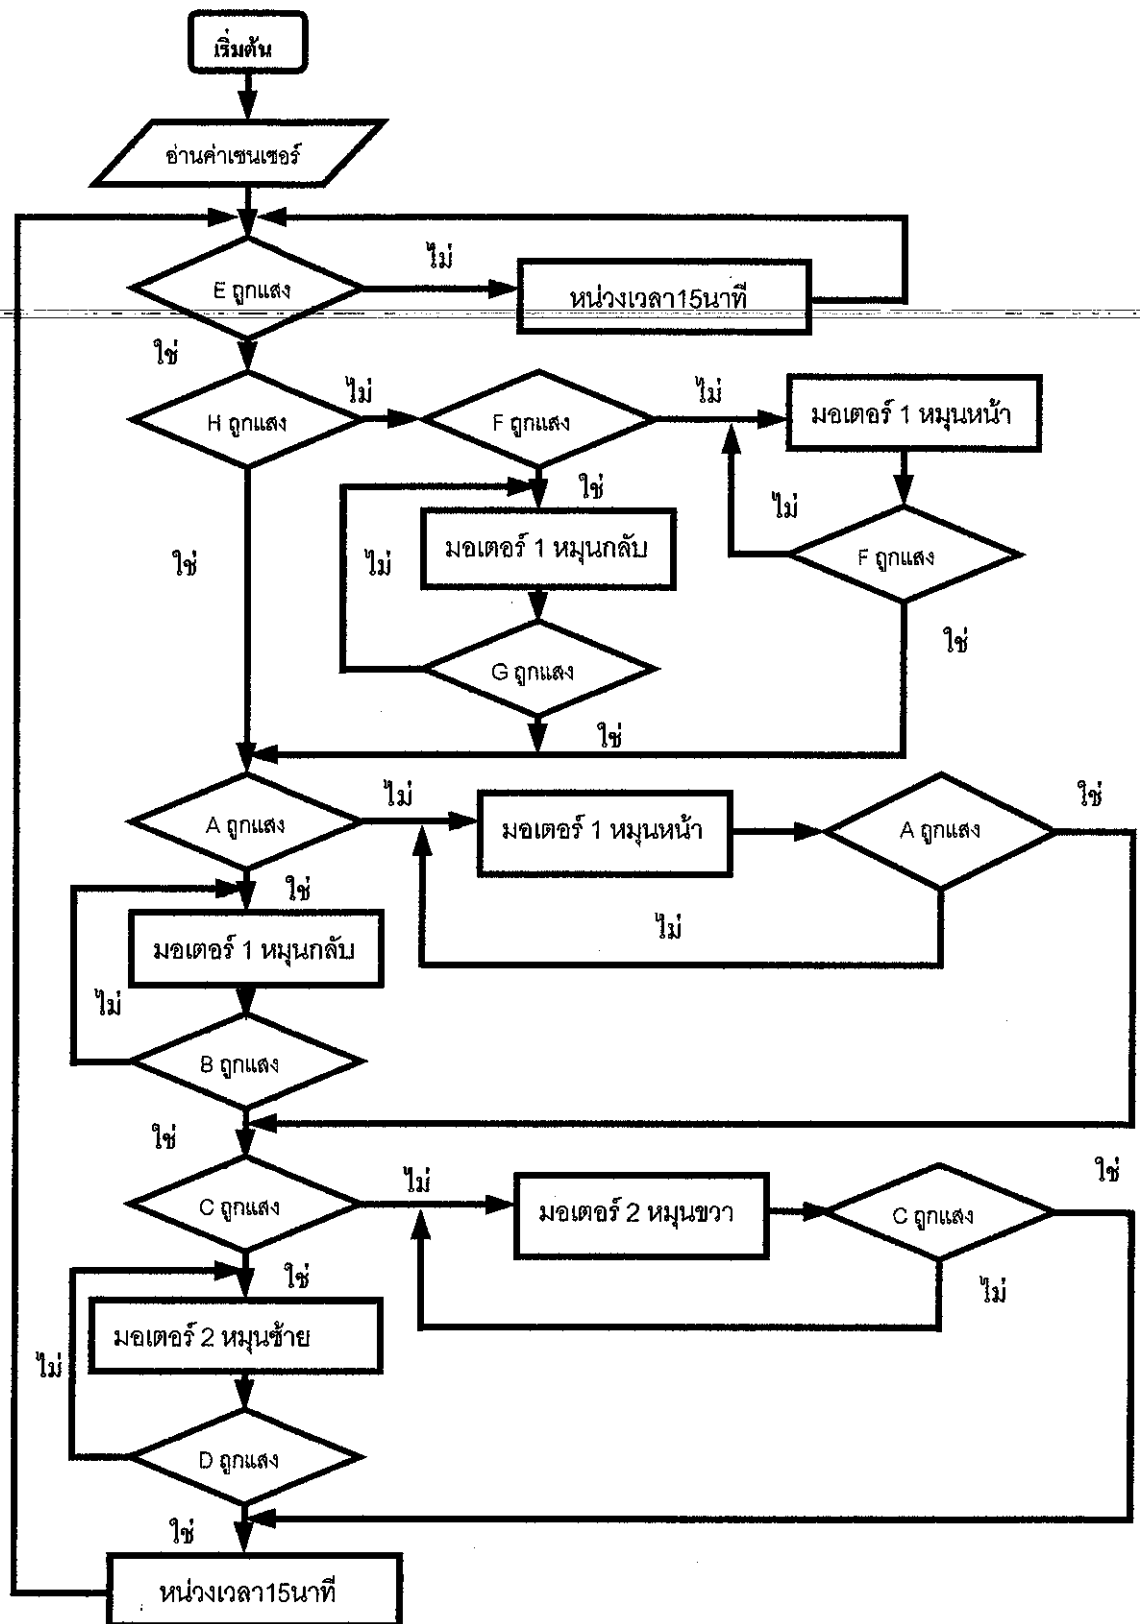 เริ่มต้น
อ่านค่าเซนเซอร์
E ถูกแสง
ไม่
หน่วงเวลา15นาที
ใช่
H ถูกแสง
ไม่
F ถูกแสง
ไม่
มอเตอร์ 1 หมุนหน้า
ใช่
มอเตอร์ 1 หมุนกลับ
ไม่
ไม่
F ถูกแสง
ใช่
ใช่
G ถูกแสง
ใช่
A ถูกแสง
ไม่
มอเตอร์ 1 หมุนหน้า
A ถูกแสง
ใช่
ใช่
ไม่
มอเตอร์ 1 หมุนกลับ
ไม่
B ถูกแสง
ใช่
C ถูกแสง
ไม่
มอเตอร์ 2 หมุนขวา
C ถูกแสง
ใช่
ใช่
ไม่
มอเตอร์ 2 หมุนซ้าย
ไม่
D ถูกแสง
ใช่
หน่วงเวลา15นาที